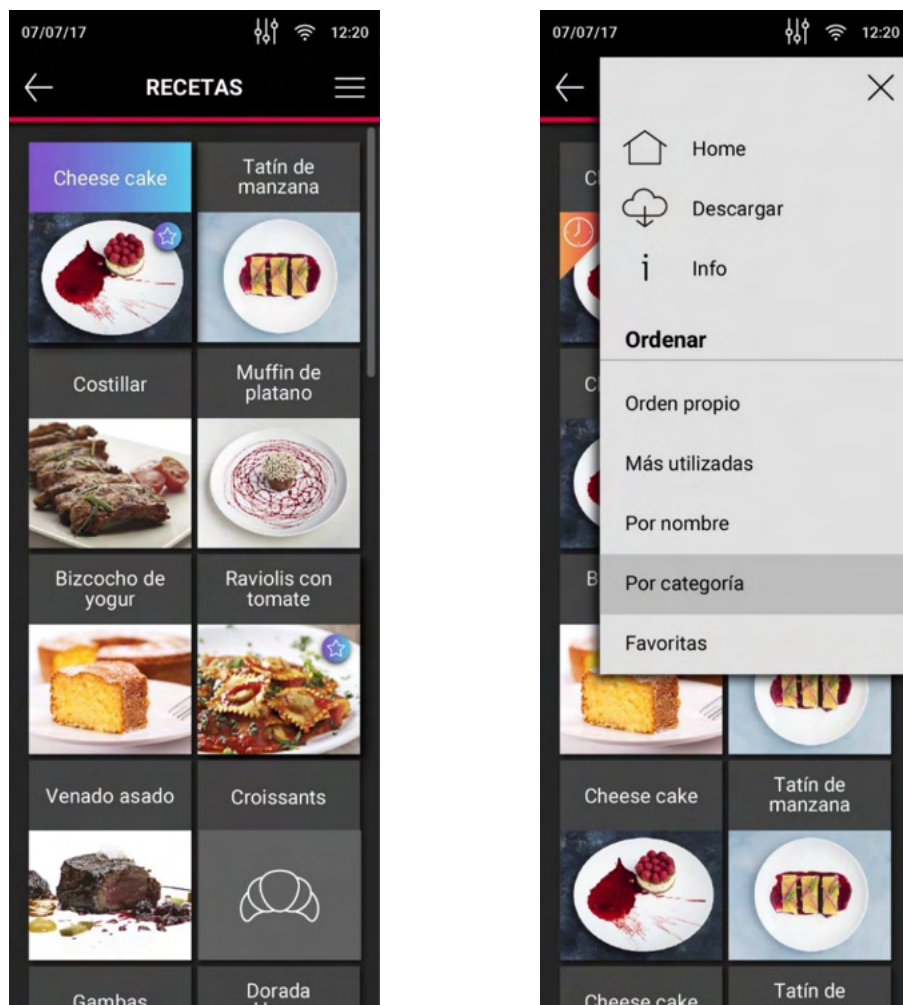 07/07/17
12:20
RECETAS
Cheese cake
Tatín de
manzana
Costillar
Muffin de
platano
Bizcocho de
yogur
Raviolis con
tomate
Venado asado
Croissants
Gambas
Dorada
07/07/17
12:20
Home
Descargar
i
Info
Ordenar
Orden propio
Más utilizadas
Por nombre
Por categoría
Favoritas
Cheese cake
Tatín de
manzana
Cheese cake
Tatín de